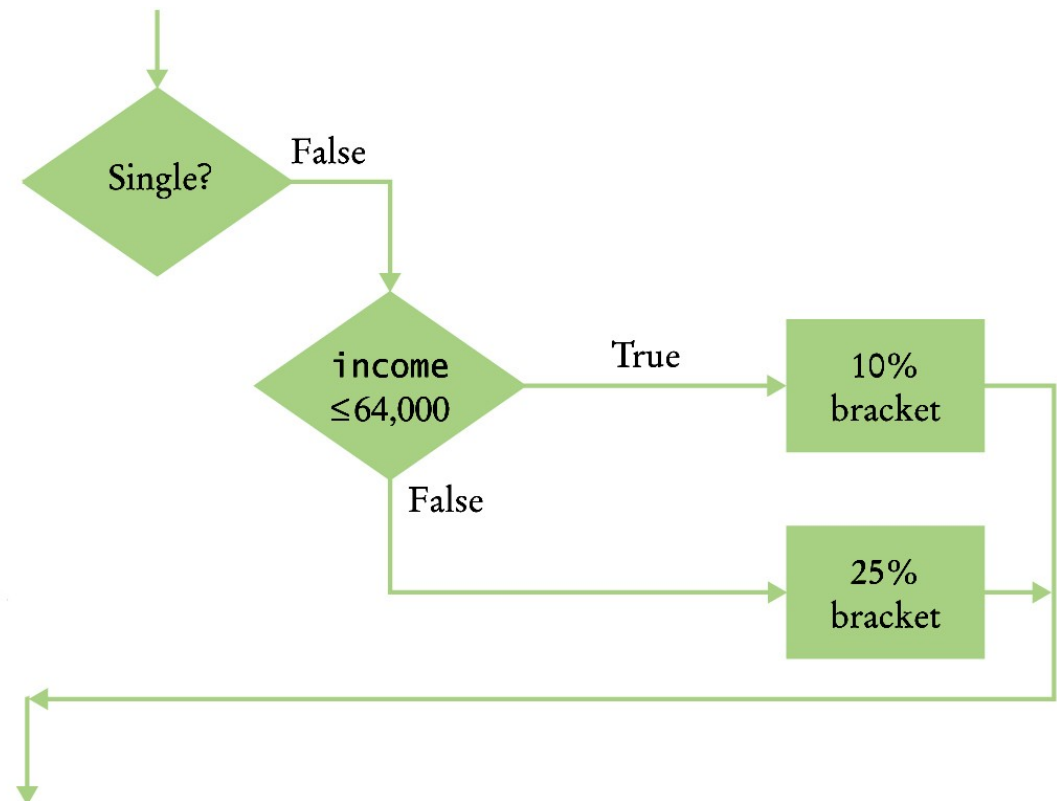 False
Single?
True
income
≤64,000
10%
bracket
False
25%
bracket